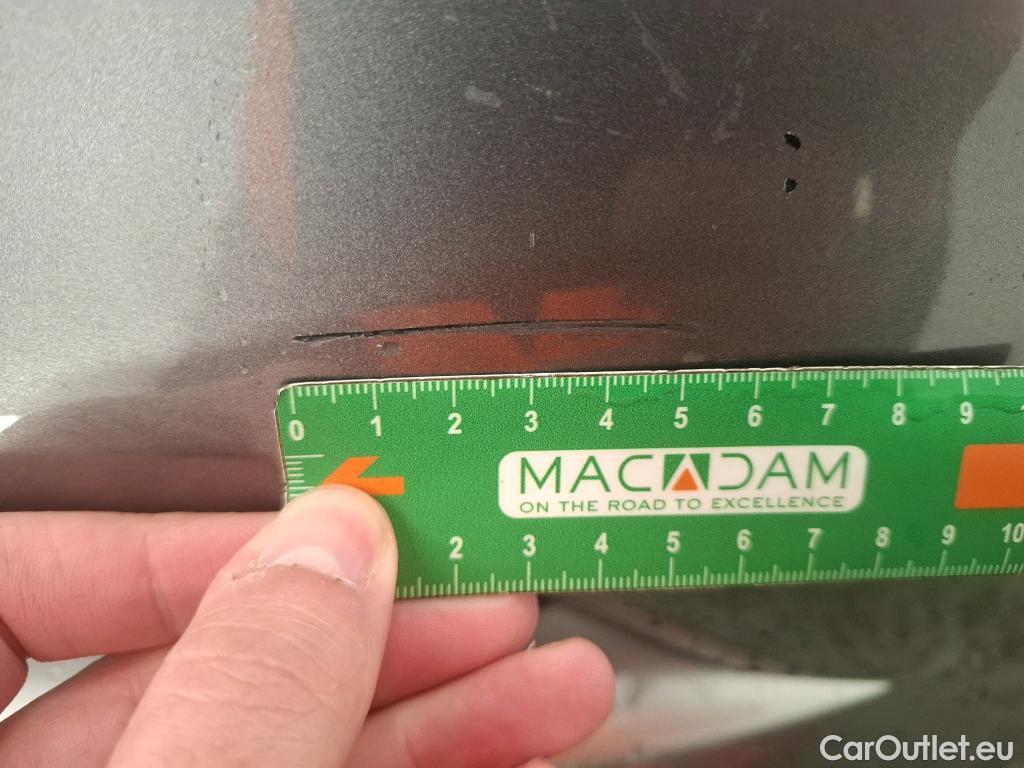 0 1 2 3 4 5 6 7 8 9
MACADAM
ON THE ROAD TO EXCELLENCE
2 3 4 5 6 7 8 9 10
CarOutlet.eu